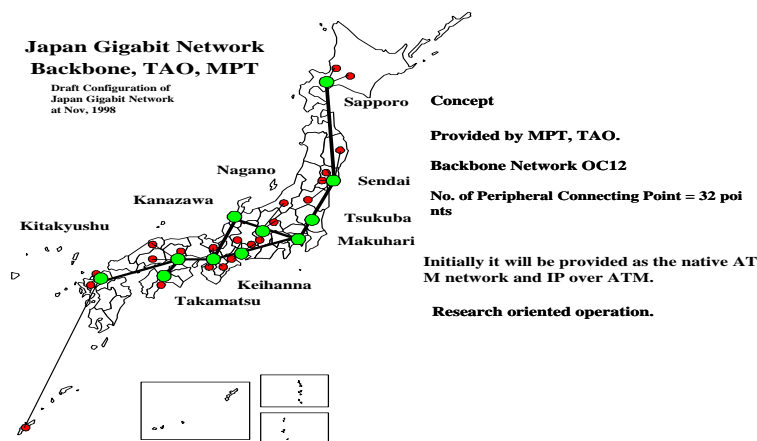 Japan Gigabit Network
Backbone, TAO, MPT
Draft Configuration of
Japan Gigabit Network
at Nov, 1998
Sapporo
Concept
Provided by MPT, TAO.
Backbone Network OC12
No. of Peripheral Connecting Point = 32 poi
nts
Nagano
Sendai
Kanazawa
Tsukuba
Kitakyushu
Makuhari
Initially it will be provided as the native AT
M network and IP over ATM.
Keihanna
Takamatsu
Research oriented operation.